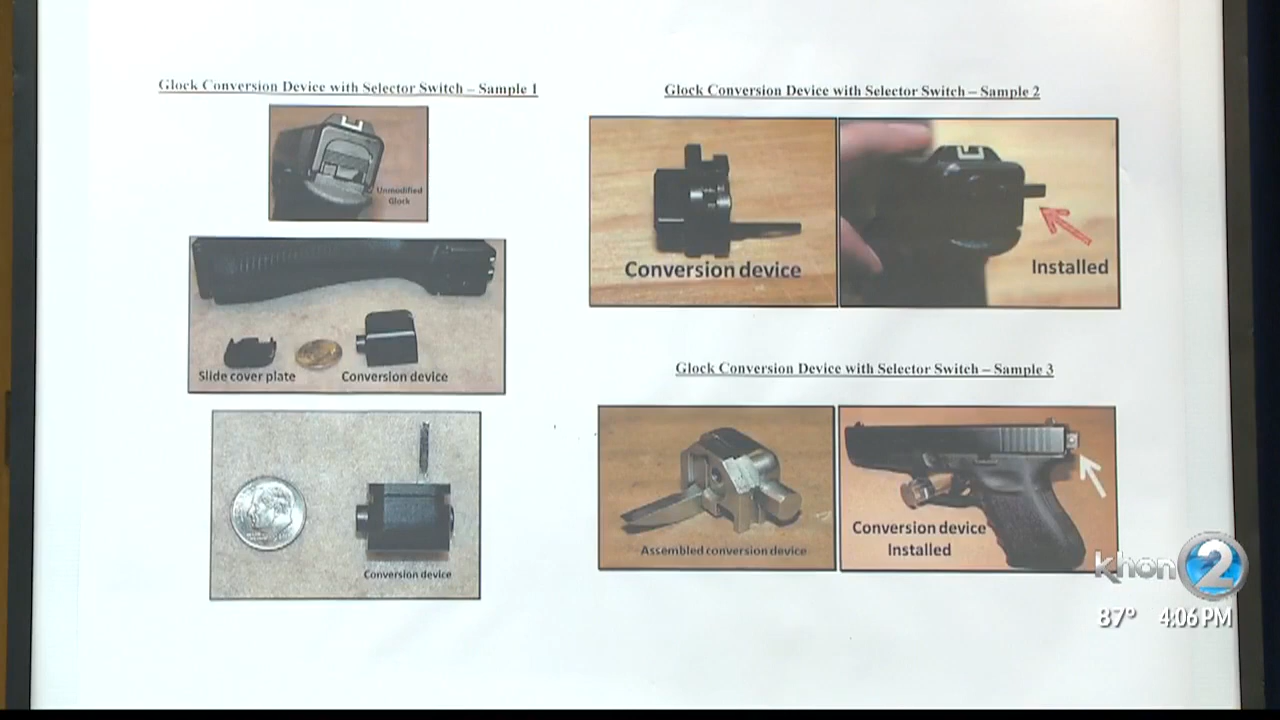 Glock Conversion Device with Selector Switch – Sample 1
Unmodified
Glock
Slide cover plate
Conversion device
Conversion device
Glock Conversion Device with Selector Switch – Sample 2
Conversion device
Installed
Glock Conversion Device with Selector Switch – Sample 3
Assembled conversion device
Conversion device
Installed
khon 2
87° 4:06 PM